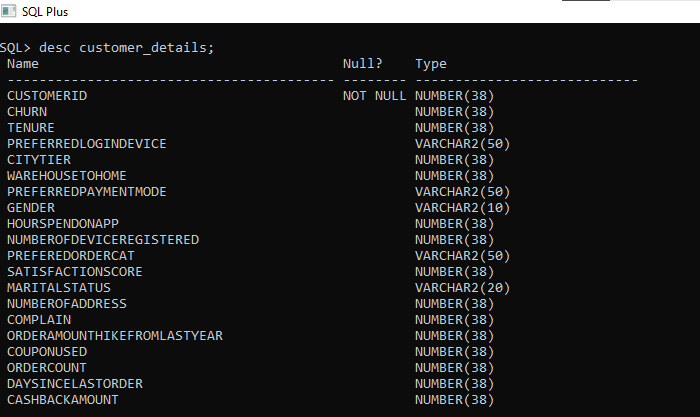 SQL Plus
SQL> desc customer_details;
Name Null? Type
----------------------------------------- -------- ----------------------------
CUSTOMERID NOT NULL NUMBER(38)
CHURN NUMBER(38)
TENURE NUMBER(38)
PREFERREDLOGINDEVICE VARCHAR2(50)
CITYTIER NUMBER(38)
WAREHOUSETOHOME NUMBER(38)
PREFERREDPAYMENTMODE VARCHAR2(50)
GENDER VARCHAR2(10)
HOURSPENDONAPP NUMBER(38)
NUMBEROFDEVICEREGISTERED NUMBER(38)
PREFEREDORDERCAT VARCHAR2(50)
SATISFACTIONSCORE NUMBER(38)
MARITALSTATUS VARCHAR2(20)
NUMBEROFADDRESS NUMBER(38)
COMPLAIN NUMBER(38)
ORDERAMOUNTHIKEFROMLASTYEAR NUMBER(38)
COUPONUSED NUMBER(38)
ORDERCOUNT NUMBER(38)
DAYSINCELASTORDER NUMBER(38)
CASHBACKAMOUNT NUMBER(38)